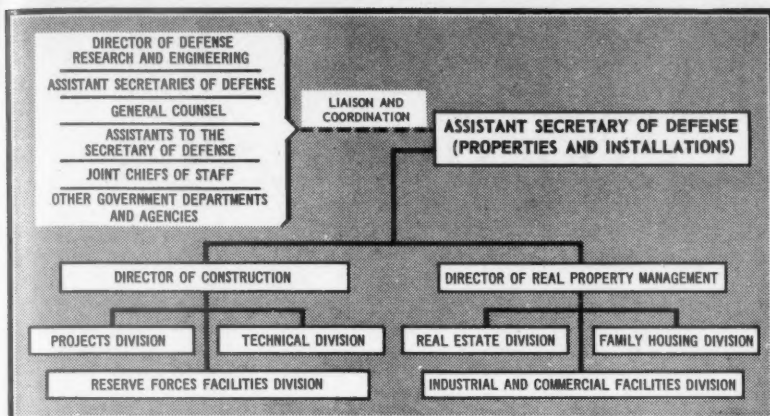 DIRECTOR OF DEFENSE
RESEARCH AND ENGINEERING
ASSISTANT SECRETARIES OF DEFENSE
GENERAL COUNSEL
ASSISTANTS TO THE
SECRETARY OF DEFENSE
JOINT CHIEFS OF STAFF
OTHER GOVERNMENT DEPARTMENTS
AND AGENCIES
LIAISON AND
COORDINATION
ASSISTANT SECRETARY OF DEFENSE
(PROPERTIES AND INSTALLATIONS)
DIRECTOR OF CONSTRUCTION
DIRECTOR OF REAL PROPERTY MANAGEMENT
PROJECTS DIVISION
TECHNICAL DIVISION
REAL ESTATE DIVISION
FAMILY HOUSING DIVISION
RESERVE FORCES FACILITIES DIVISION
INDUSTRIAL AND COMMERCIAL FACILITIES DIVISION